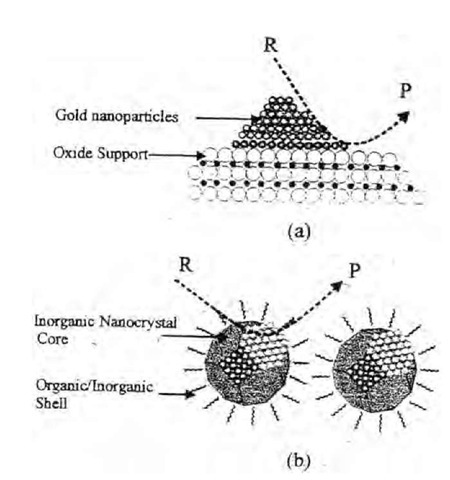 R
P
Gold nanoparticles
Oxide Support
(a)
R
P
Inorganic Nanocrystal
Core
Organic/Inorganic
Shell
(b)